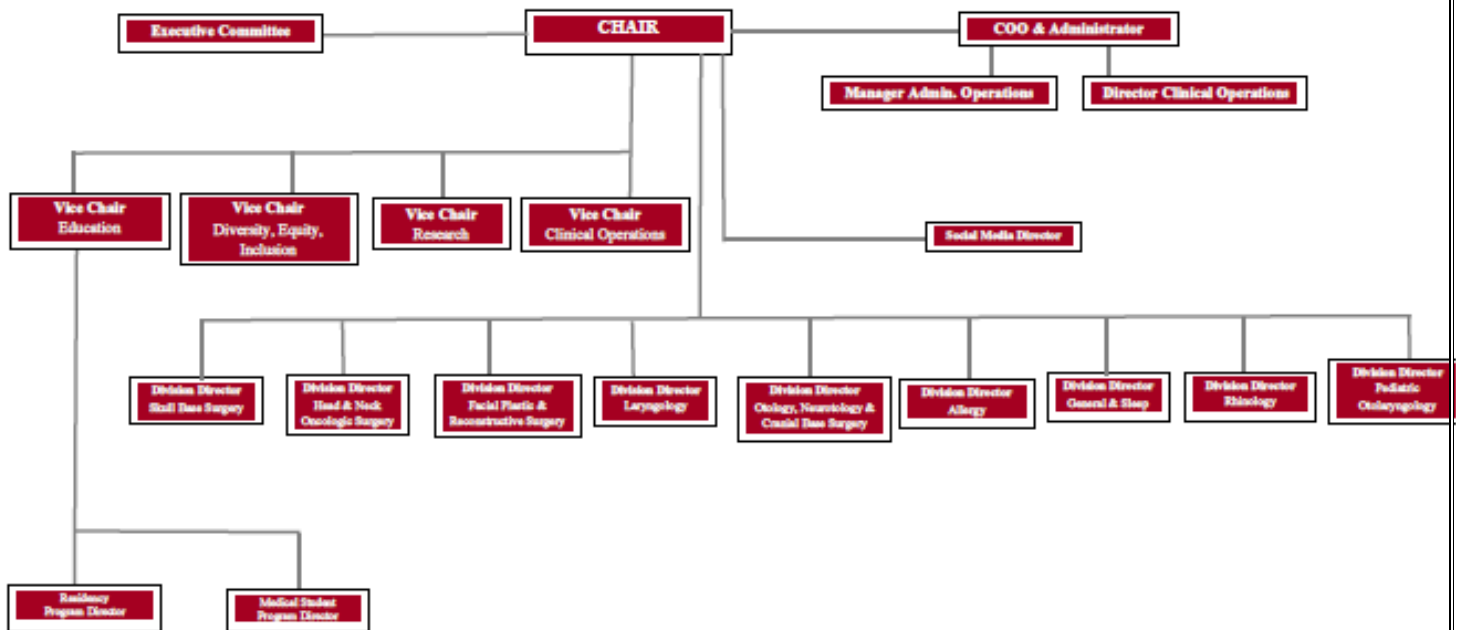 Executive Committee
CHAIR
COO & Administrator
Manager Admin. Operations
Director Clinical Operations
Vice Chair
Education
Vice Chair
Diversity, Equity,
Inclusion
Vice Chair
Research
Vice Chair
Clinical Operations
Social Media Director
Division Director
Skull Base Surgery
Division Director
Head & Neck
Oncologic Surgery
Division Director
Facial Plastic &
Reconstructive Surgery
Division Director
Laryngology
Division Director
Otology, Neurotology &
Cranial Base Surgery
Division Director
Allergy
Division Director
General & Sleep
Division Director
Rhinology
Division Director
Pediatric
Otolaryngology
Residency
Program Director
Medical Student
Program Director